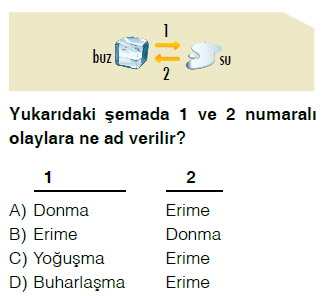 1
buz
su
2
Yukarıdaki şemada 1 ve 2 numaralı
olaylara ne ad verilir?
1 2
A) Donma Erime
B) Erime Donma
C) Yoğuşma Erime
D) Buharlaşma Erime